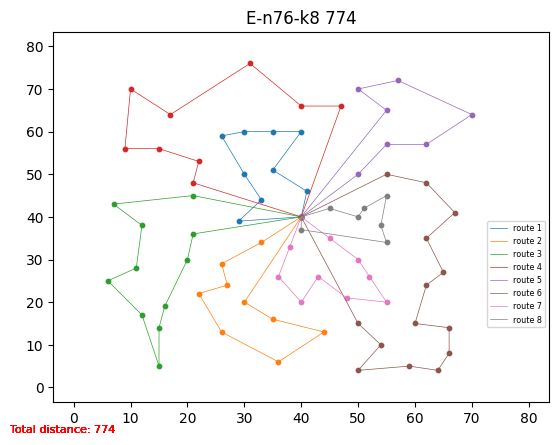 E-n76-k8 774
80
70
60
50
40
30
20
10
0
route 1
route 2
route 3
route 4
route 5
route 6
route 7
route 8
0 10 20 30 40 50 60 70 80
Total distance: 774